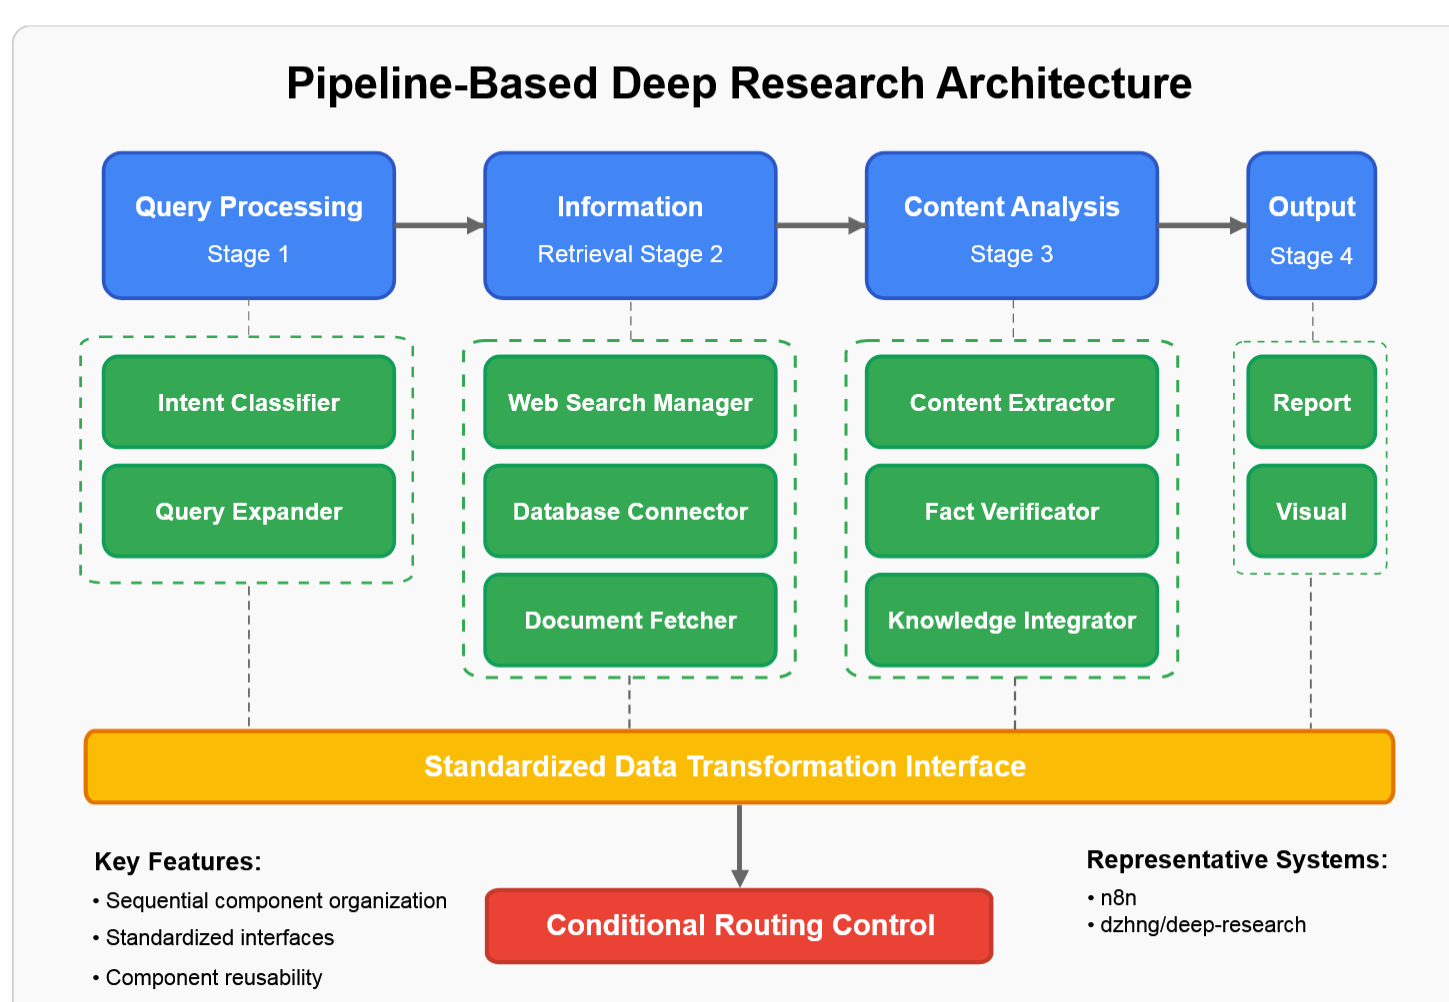 Pipeline-Based Deep Research Architecture
Query Processing
Stage 1
Information
Retrieval Stage 2
Content Analysis
Stage 3
Output
Stage 4
Intent Classifier
Query Expander
Web Search Manager
Database Connector
Document Fetcher
Content Extractor
Fact Verificator
Knowledge Integrator
Report
Visual
Standardized Data Transformation Interface
Conditional Routing Control
Key Features:
• Sequential component organization
• Standardized interfaces
• Component reusability
Representative Systems:
• n8n
• dzhng/deep-research